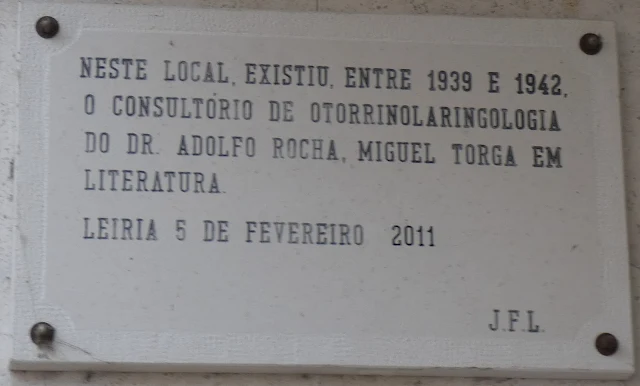 NESTE LOCAL, EXISTIU, ENTRE 1939 E 1942,
O CONSULTÓRIO DE OTORRINOLARINGOLOGIA
DO DR. ADOLFO ROCHA, MIGUEL TORGA EM
LITERATURA.
LEIRIA 5 DE FEVEREIRO 2011
J.F.L.